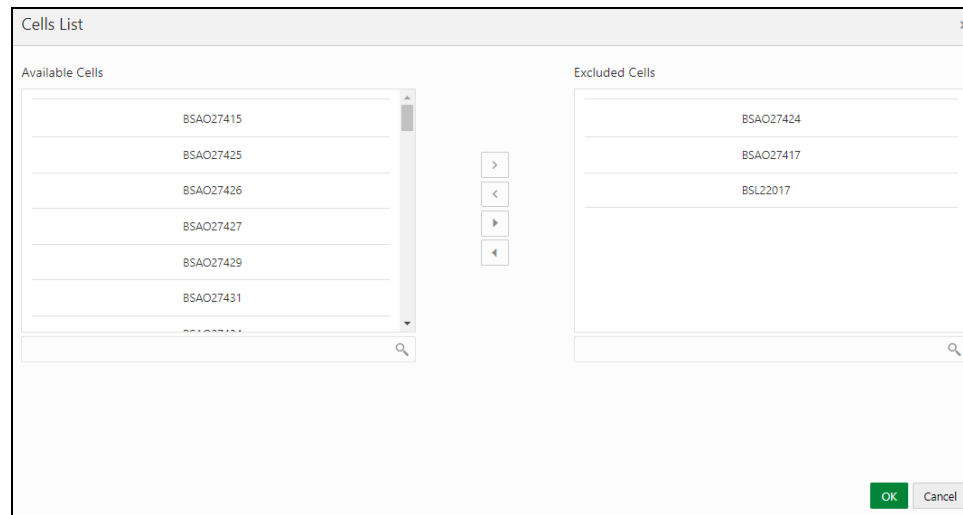 Cells List
Available Cells
Excluded Cells
BSAO27415
BSAO27425
BSAO27426
BSAO27427
BSAO27429
BSAO27431
BSAO27424
BSAO27417
BSL22017
OK
Cancel